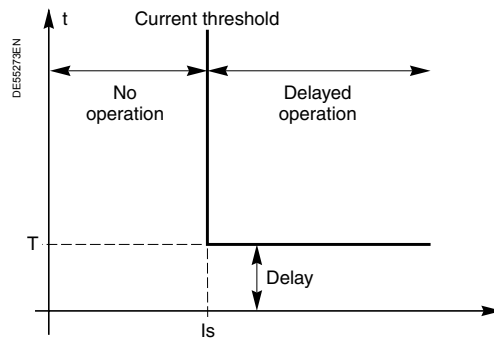 t
Current threshold
DE55273EN
No
operation
Delayed
operation
T
Delay
Is